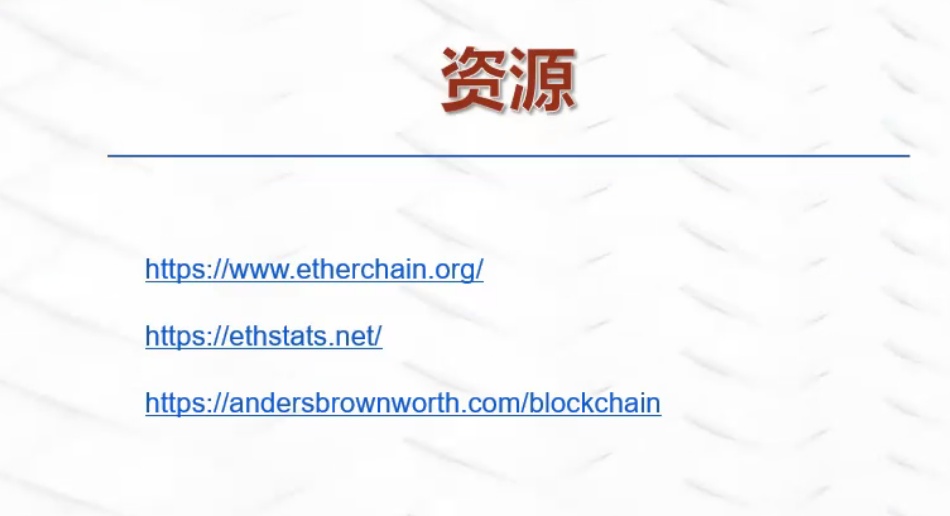 资源
https://www.etherchain.org/
https://ethstats.net/
https://andersbrownworth.com/blockchain